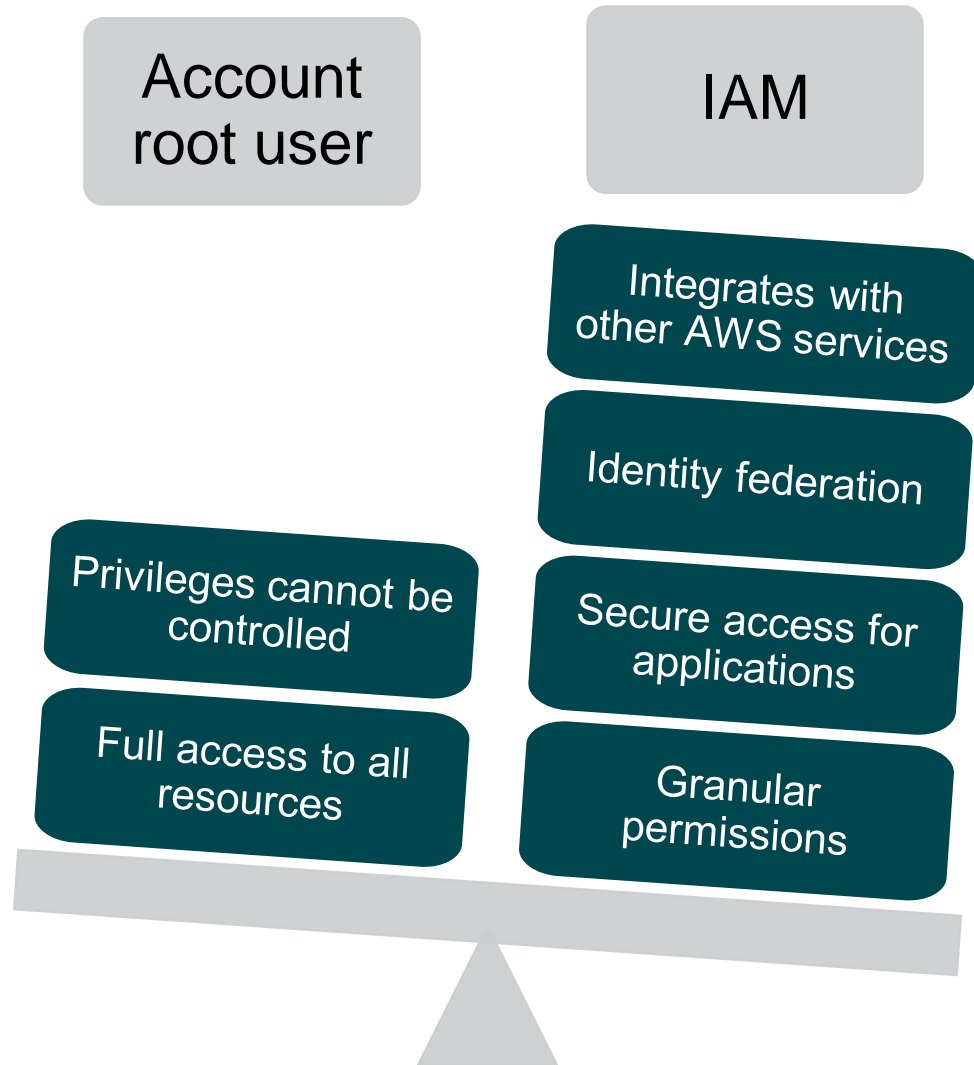 Account
root user
IAM
Integrates with
other AWS services
Identity federation
Privileges cannot be
controlled
Secure access for
applications
Full access to all
resources
Granular
permissions